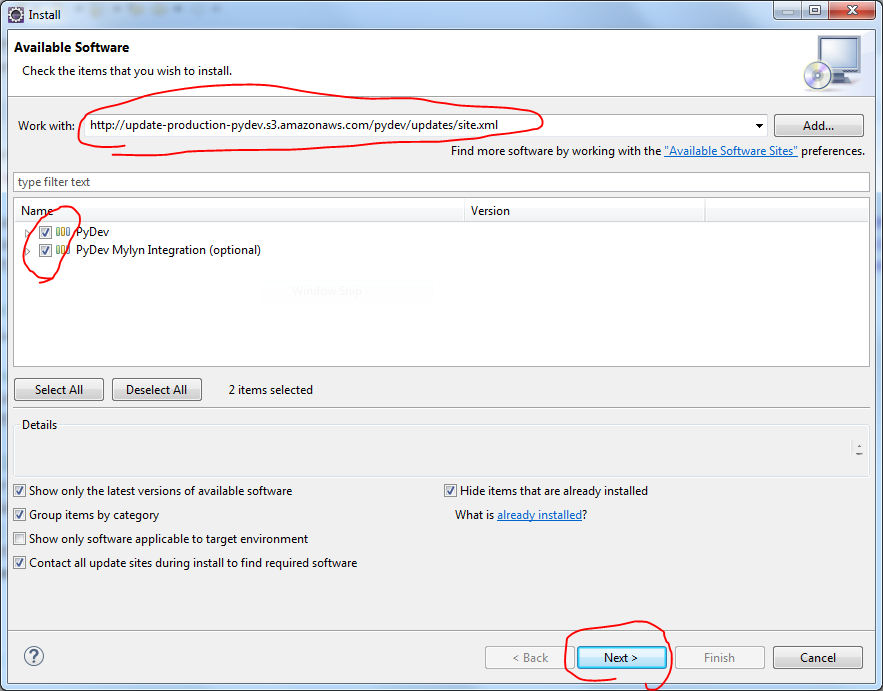 Install
Available Software
Check the items that you wish to install.
Work with: http://update-production-pydev.s3.amazonaws.com/pydev/updates/site.xml Add...
Find more software by working with the "Available Software Sites" preferences.
type filter text
Name Version
PyDev
PyDev Mylyn Integration (optional)
Window Snip
Select All Deselect All 2 items selected
Details
Show only the latest versions of available software Hide items that are already installed
Group items by category What is already installed?
Show only software applicable to target environment
Contact all update sites during install to find required software
? < Back Next > Finish Cancel